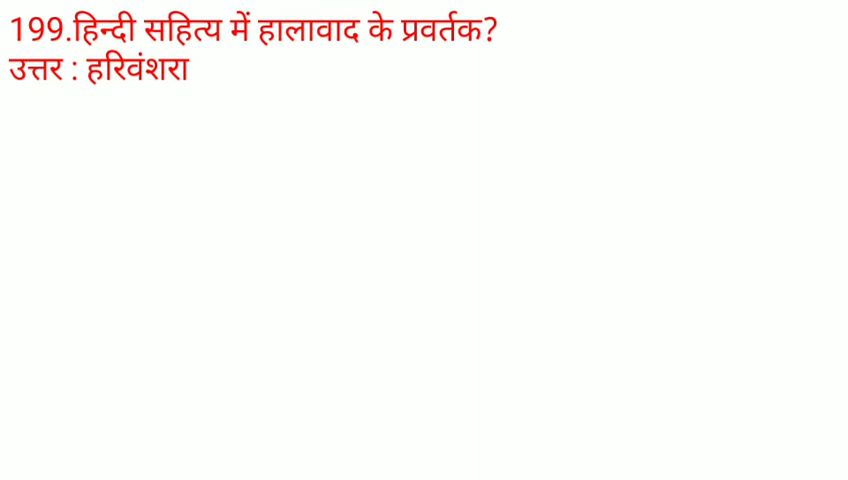 199.हिन्दी सहित्य में हालावाद के प्रवर्तक?
उत्तर : हरिवंशरा